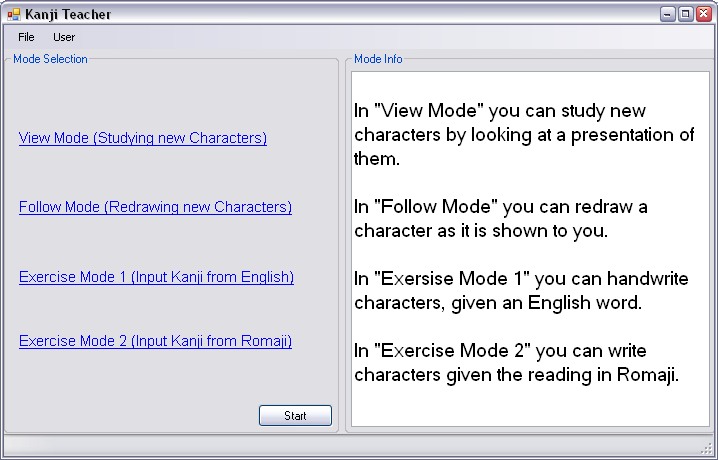 Kanji Teacher
File User
Mode Selection
View Mode (Studying new Characters)
Follow Mode (Redrawing new Characters)
Exercise Mode 1 (Input Kanji from English)
Exercise Mode 2 (Input Kanji from Romaji)
Start
Mode Info
In "View Mode" you can study new
characters by looking at a presentation of
them.
In "Follow Mode" you can redraw a
character as it is shown to you.
In "Exersise Mode 1" you can handwrite
characters, given an English word.
In "Exercise Mode 2" you can write
characters given the reading in Romaji.